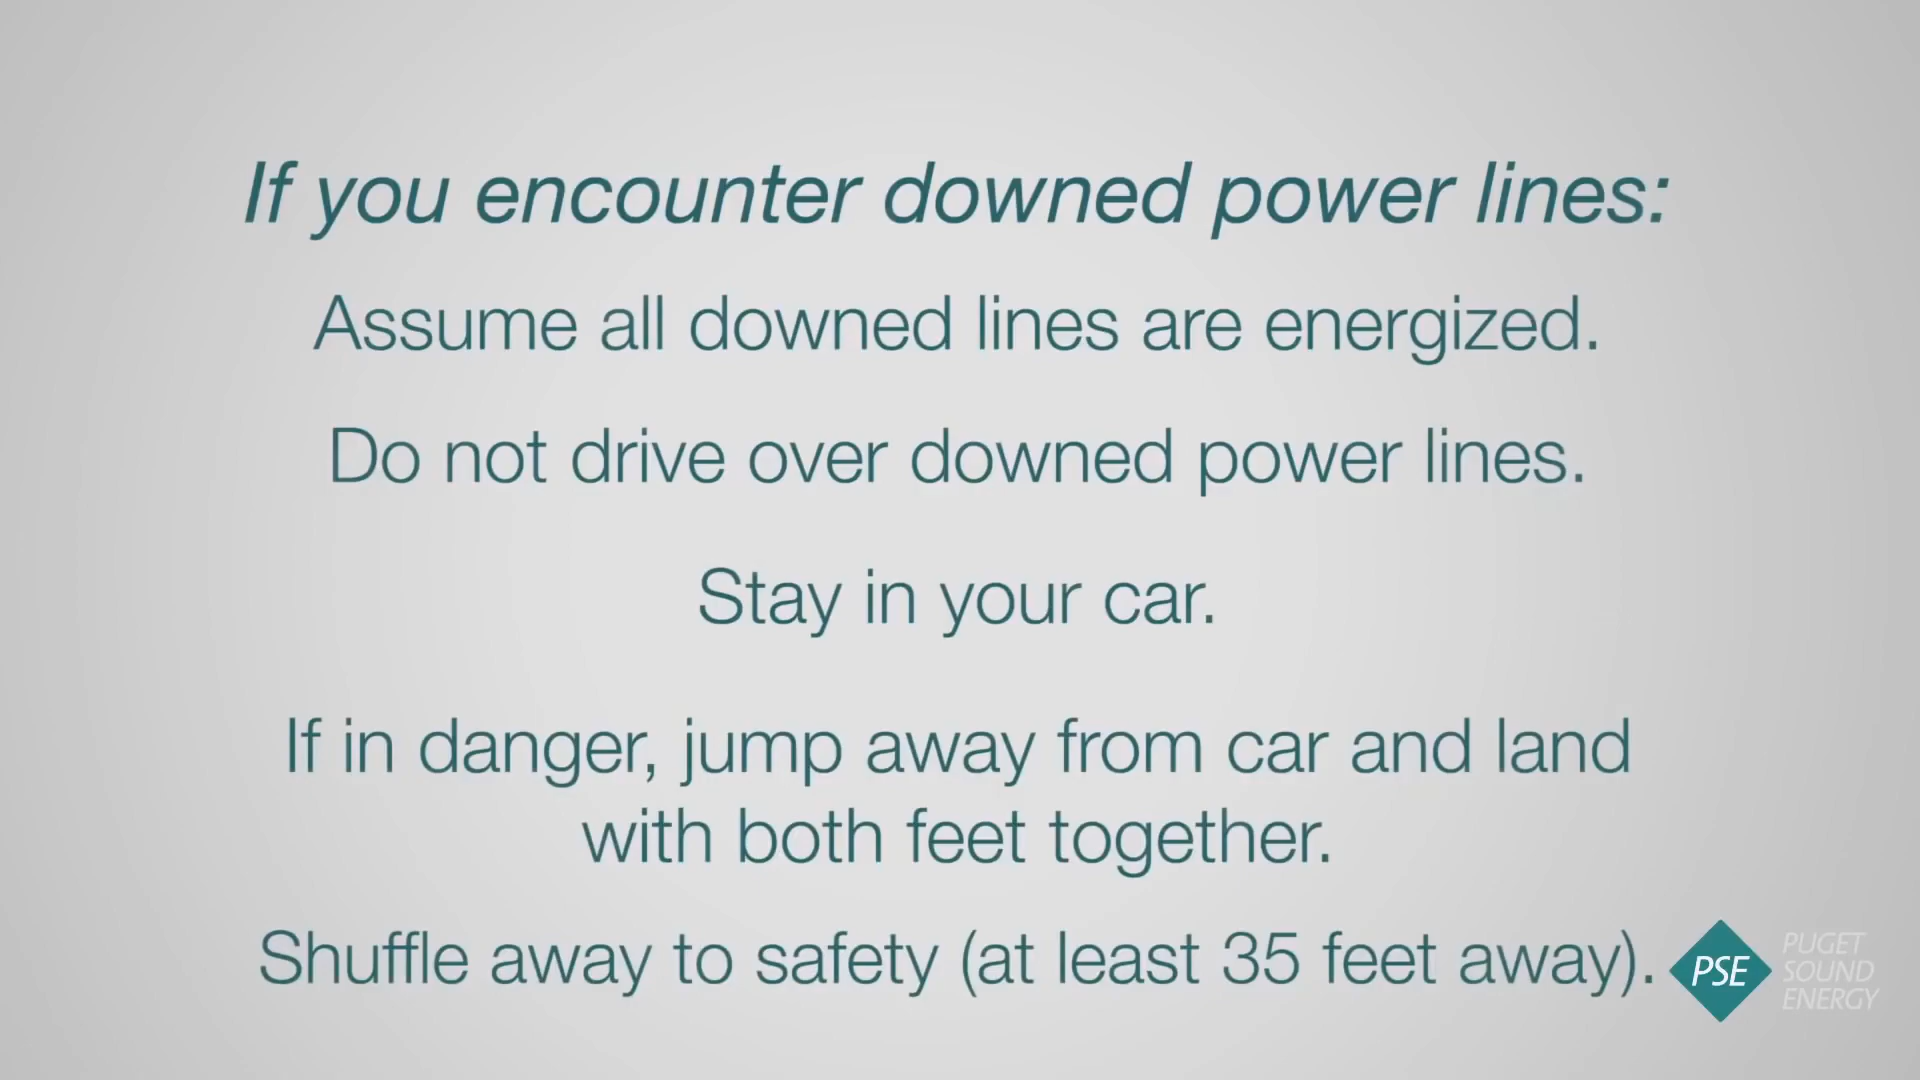 If you encounter downed power lines:
Assume all downed lines are energized.
Do not drive over downed power lines.
Stay in your car.
If in danger, jump away from car and land
with both feet together.
Shuffle away to safety (at least 35 feet away).
PSE
PUGET
SOUND
ENERGY